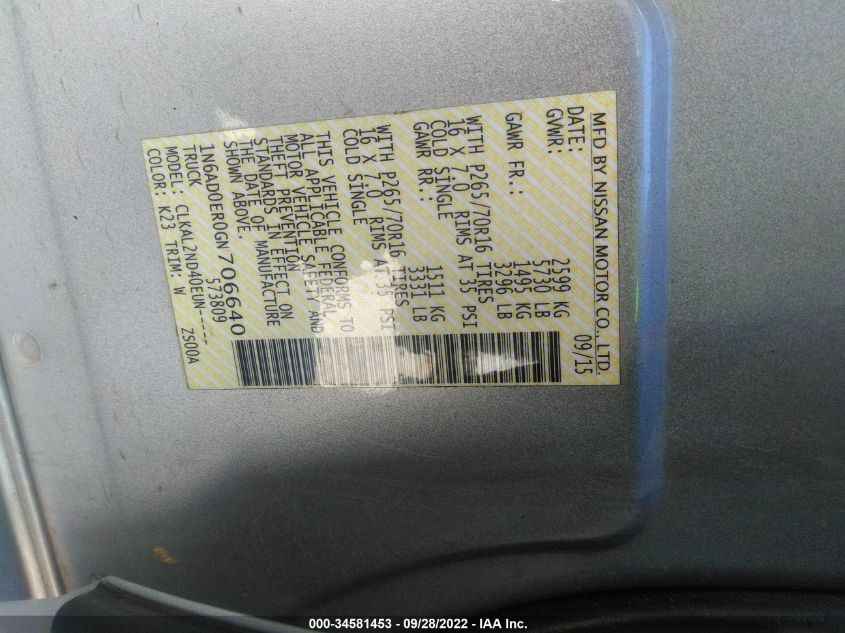 MFD BY NISSAN MOTOR CO., LTD.
DATE: 09/15
GVWR: 2599 KG
5730 LB
GAWR FR.: 1495 KG
3296 LB
WITH P265/70R16 TIRES
16 X 7.0 RIMS AT 35 PSI
COLD SINGLE
GAWR RR.: 1511 KG
3331 LB
WITH P265/70R16 TIRES
16 X 7.0 RIMS AT 35 PSI
COLD SINGLE
THIS VEHICLE CONFORMS TO
ALL APPLICABLE FEDERAL
MOTOR VEHICLE SAFETY AND
THEFT PREVENTION
STANDARDS IN EFFECT ON
THE DATE OF MANUFACTURE
SHOWN ABOVE.
1N6AD0ER0GN706640
TRUCK 573809
MODEL: CLKAL2ND40EUN-----
COLOR: K23 TRIM: W ZS00A
000-34581453 - 09/28/2022 - IAA Inc.